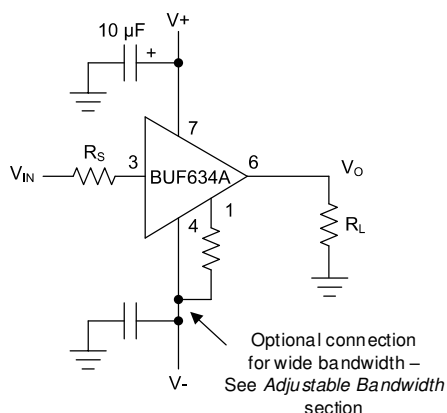 V+
10 µF
+
7
RS
VIN
3
BUF634A
6
VO
1
4
RL
Optional connection
for wide bandwidth –
See Adjustable Bandwidth
section
V-